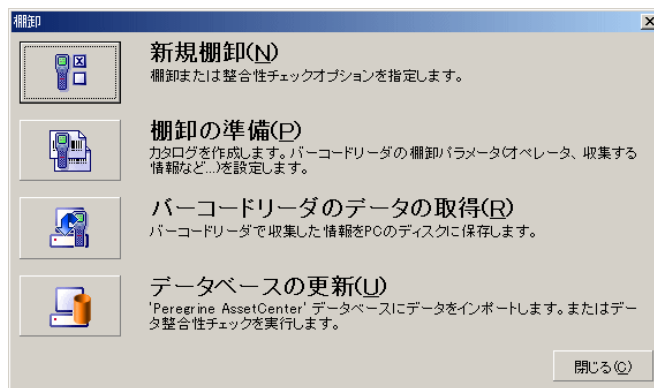 棚卸
新規棚卸(N)
棚卸または整合性チェックオプションを指定します。
棚卸の準備(P)
カタログを作成します。バーコードリーダの棚卸パラメータ(オペレータ、収集する
情報など...)を設定します。
バーコードリーダのデータの取得(R)
バーコードリーダで収集した情報をPCのディスクに保存します。
データベースの更新(U)
'Peregrine AssetCenter' データベースにデータをインポートします。またはデー
タ整合性チェックを実行します。
閉じる(C)